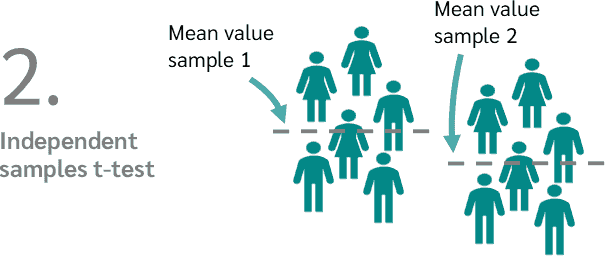 2.
Independent
samples t-test
Mean value
sample 1
Mean value
sample 2